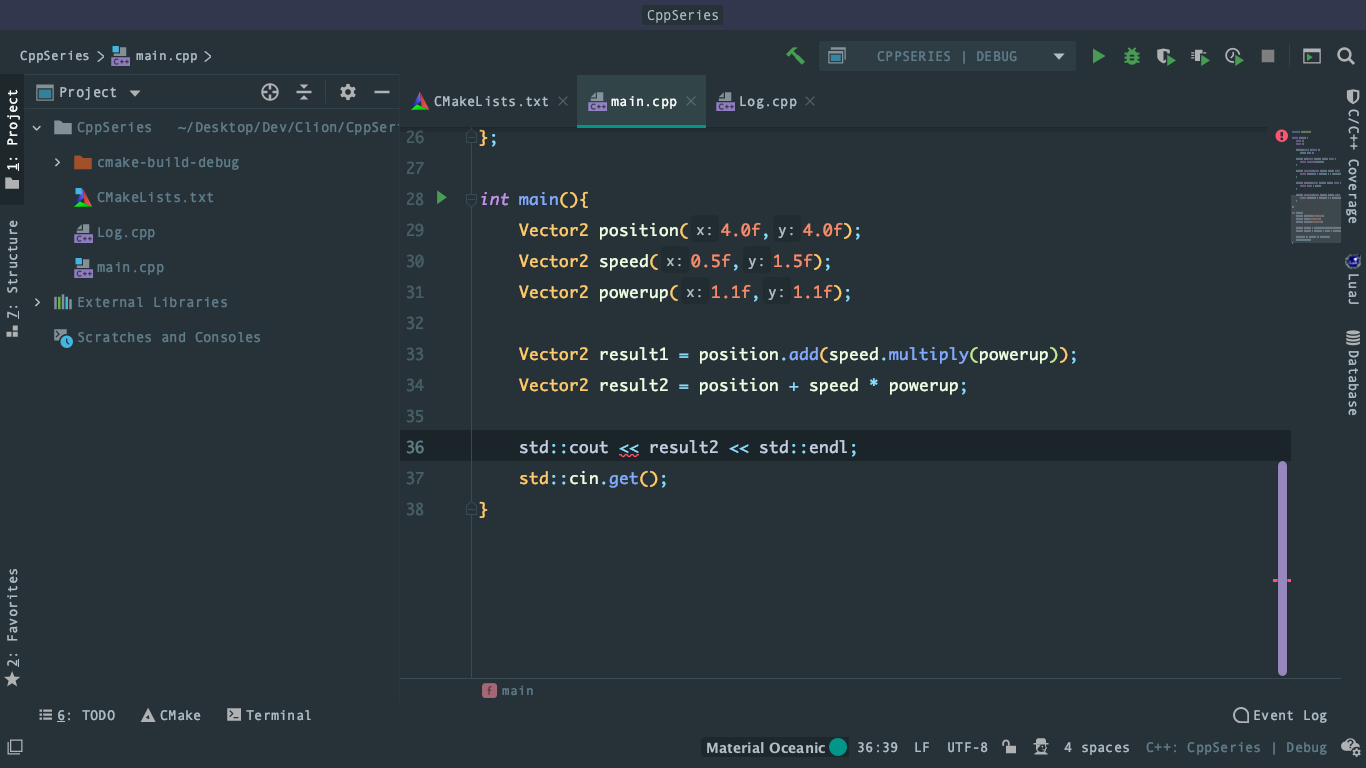 CppSeries
CppSeries > main.cpp >
CPPSERIES | DEBUG
1: Project
Project
CppSeries ~/Desktop/Dev/Clion/CppSer
cmake-build-debug
CMakeLists.txt
Log.cpp
main.cpp
External Libraries
Scratches and Consoles
Z: Structure
2: Favorites
CMakeLists.txt
main.cpp
Log.cpp
26 };
27
28 int main(){
29 Vector2 position( x: 4.0f, y: 4.0f);
30 Vector2 speed( x: 0.5f, y: 1.5f);
31 Vector2 powerup( x: 1.1f, y: 1.1f);
32
33 Vector2 result1 = position.add(speed.multiply(powerup));
34 Vector2 result2 = position + speed * powerup;
35
36 std::cout << result2 << std::endl;
37 std::cin.get();
38 }
f main
C/C++ Coverage
LuaJ
Database
6: TODO CMake Terminal
Event Log
Material Oceanic 36:39 LF UTF-8 4 spaces C++: CppSeries | Debug